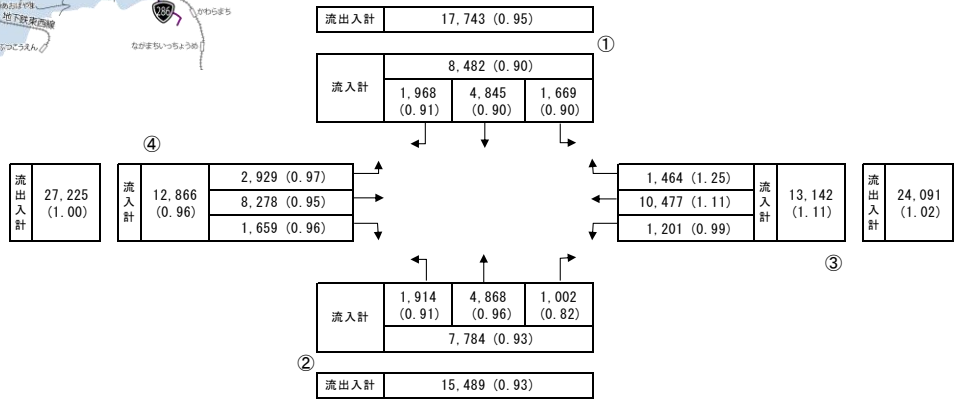 地下鉄東西線
286
かわらまち
ながまちいっちょうめ
流出入計 17,743 (0.95)
①
流入計
8,482 (0.90)
1,968 4,845 1,669
(0.91) (0.90) (0.90)
④
流出入計
27,225
(1.00)
流入計
12,866
(0.96)
2,929 (0.97)
8,278 (0.95)
1,659 (0.96)
1,464 (1.25)
10,477 (1.11)
1,201 (0.99)
流入計
13,142
(1.11)
流出入計
24,091
(1.02)
③
流入計
1,914 4,868 1,002
(0.91) (0.96) (0.82)
7,784 (0.93)
②
流出入計 15,489 (0.93)